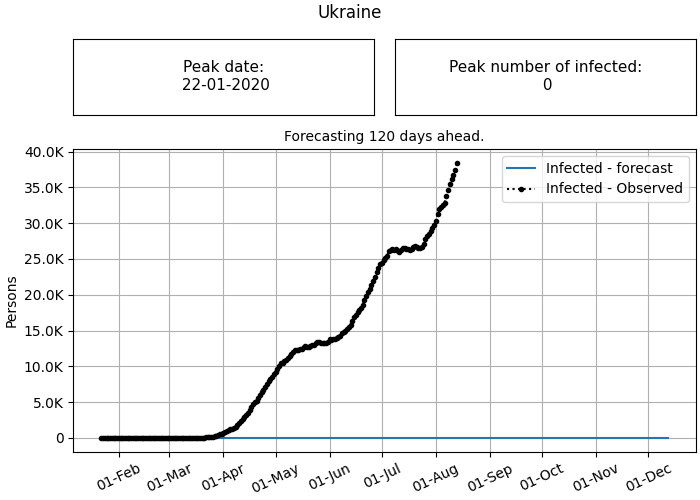 Ukraine
Peak date:
22-01-2020
Peak number of infected:
0
Forecasting 120 days ahead.
40.0K
35.0K
30.0K
25.0K
20.0K
15.0K
10.0K
5.0K
0
Persons
Infected - forecast
Infected - Observed
01-Feb
01-Mar
01-Apr
01-May
01-Jun
01-Jul
01-Aug
01-Sep
01-Oct
01-Nov
01-Dec